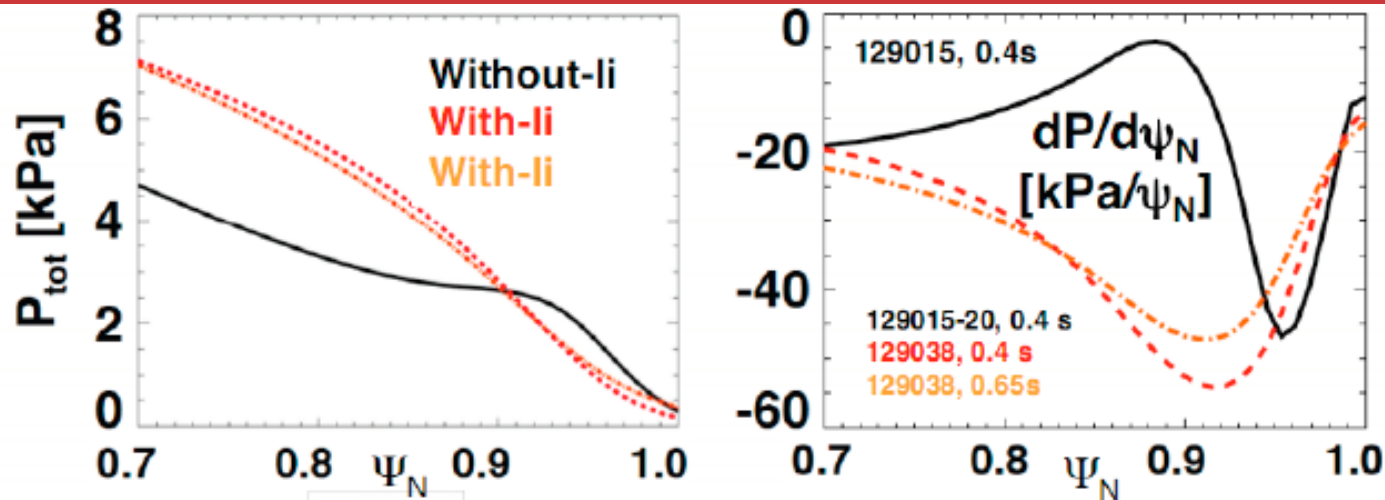 8
6
4
2
0
P_tot [kPa]
Without-li
With-li
With-li
0.7 0.8 Ψ_N 0.9 1.0
0
-20
-40
-60
129015, 0.4s
dP/dψ_N
[kPa/ψ_N]
129015-20, 0.4 s
129038, 0.4 s
129038, 0.65s
0.7 0.8 Ψ_N 0.9 1.0